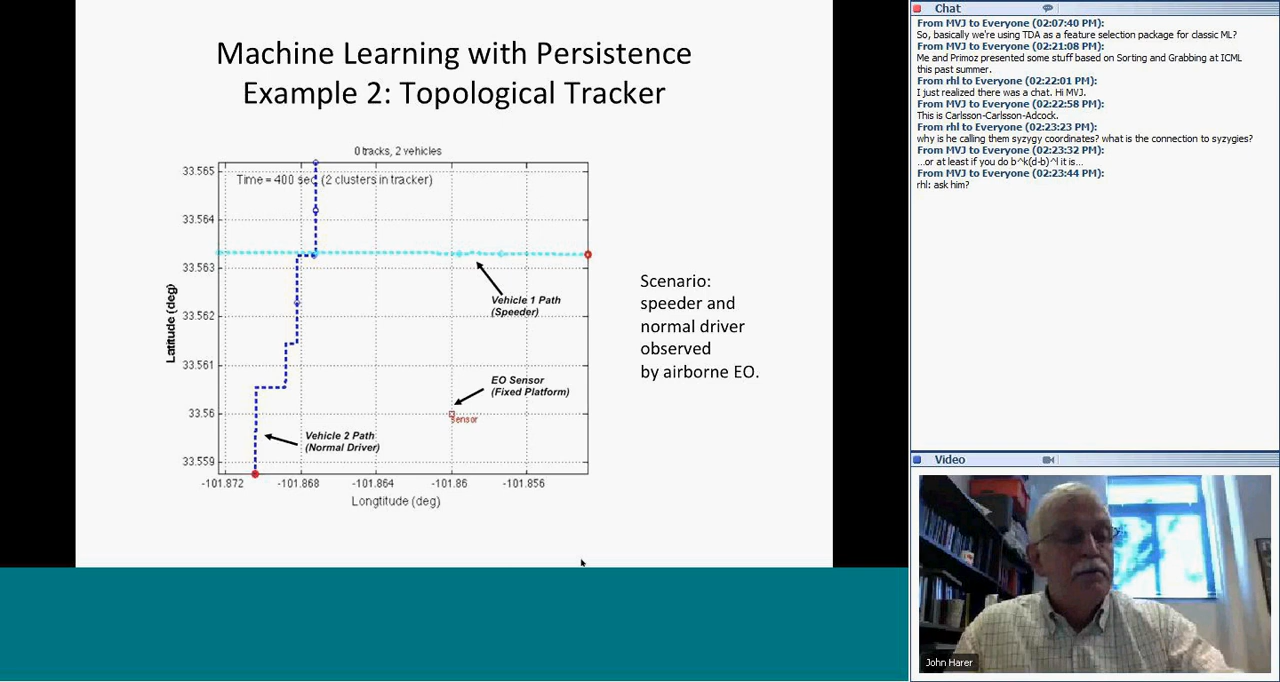 Machine Learning with Persistence
Example 2: Topological Tracker
0 tracks, 2 vehicles
Time = 400 sec (2 clusters in tracker)
33.565
33.564
33.563
33.562
33.561
33.56
33.559
Latitude (deg)
Vehicle 1 Path
(Speeder)
EO Sensor
(Fixed Platform)
sensor
Vehicle 2 Path
(Normal Driver)
-101.872
-101.868
-101.864
-101.86
-101.856
Longtitude (deg)
Scenario:
speeder and
normal driver
observed
by airborne EO.
Chat
From MVJ to Everyone (02:07:40 PM):
So, basically we're using TDA as a feature selection package for classic ML?
From MVJ to Everyone (02:21:08 PM):
Me and Primoz presented some stuff based on Sorting and Grabbing at ICML
this past summer.
From rhl to Everyone (02:22:01 PM):
I just realized there was a chat. Hi MVJ.
From MVJ to Everyone (02:22:58 PM):
This is Carlsson-Carlsson-Adcock.
From rhl to Everyone (02:23:23 PM):
why is he calling them syzygy coordinates? what is the connection to syzygies?
From MVJ to Everyone (02:23:32 PM):
...or at least if you do b^k(d-b)^l it is...
From MVJ to Everyone (02:23:44 PM):
rhl: ask him?
Video
John Harer